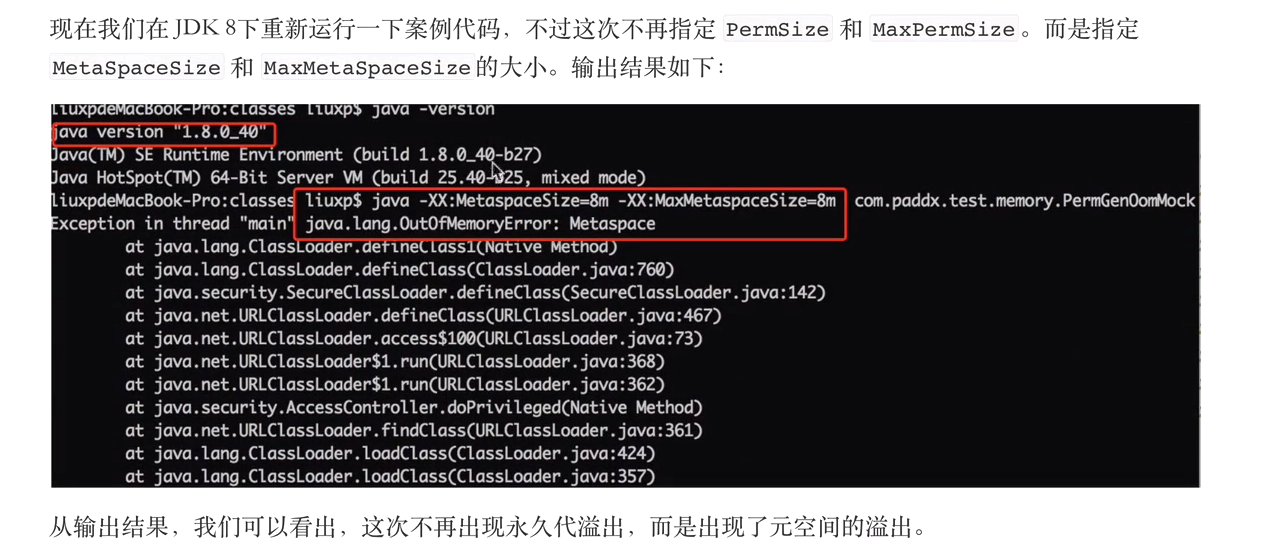 现在我们在 JDK 8下重新运行一下案例代码，不过这次不再指定 PermSize 和 MaxPermSize。而是指定
MetaSpaceSize 和 MaxMetaSpaceSize的大小。输出结果如下：
liuxpdeMacBook-Pro:classes liuxp$ java -version
java version "1.8.0_40"
Java(TM) SE Runtime Environment (build 1.8.0_40-b27)
Java HotSpot(TM) 64-Bit Server VM (build 25.40-b25, mixed mode)
liuxpdeMacBook-Pro:classes liuxp$ java -XX:MetaspaceSize=8m -XX:MaxMetaspaceSize=8m com.paddx.test.memory.PermGenOomMock
Exception in thread "main" java.lang.OutOfMemoryError: Metaspace
at java.lang.ClassLoader.defineClass1(Native Method)
at java.lang.ClassLoader.defineClass(ClassLoader.java:760)
at java.security.SecureClassLoader.defineClass(SecureClassLoader.java:142)
at java.net.URLClassLoader.defineClass(URLClassLoader.java:467)
at java.net.URLClassLoader.access$100(URLClassLoader.java:73)
at java.net.URLClassLoader$1.run(URLClassLoader.java:368)
at java.net.URLClassLoader$1.run(URLClassLoader.java:362)
at java.security.AccessController.doPrivileged(Native Method)
at java.net.URLClassLoader.findClass(URLClassLoader.java:361)
at java.lang.ClassLoader.loadClass(ClassLoader.java:424)
at java.lang.ClassLoader.loadClass(ClassLoader.java:357)
从输出结果，我们可以看出，这次不再出现永久代溢出，而是出现了元空间的溢出。